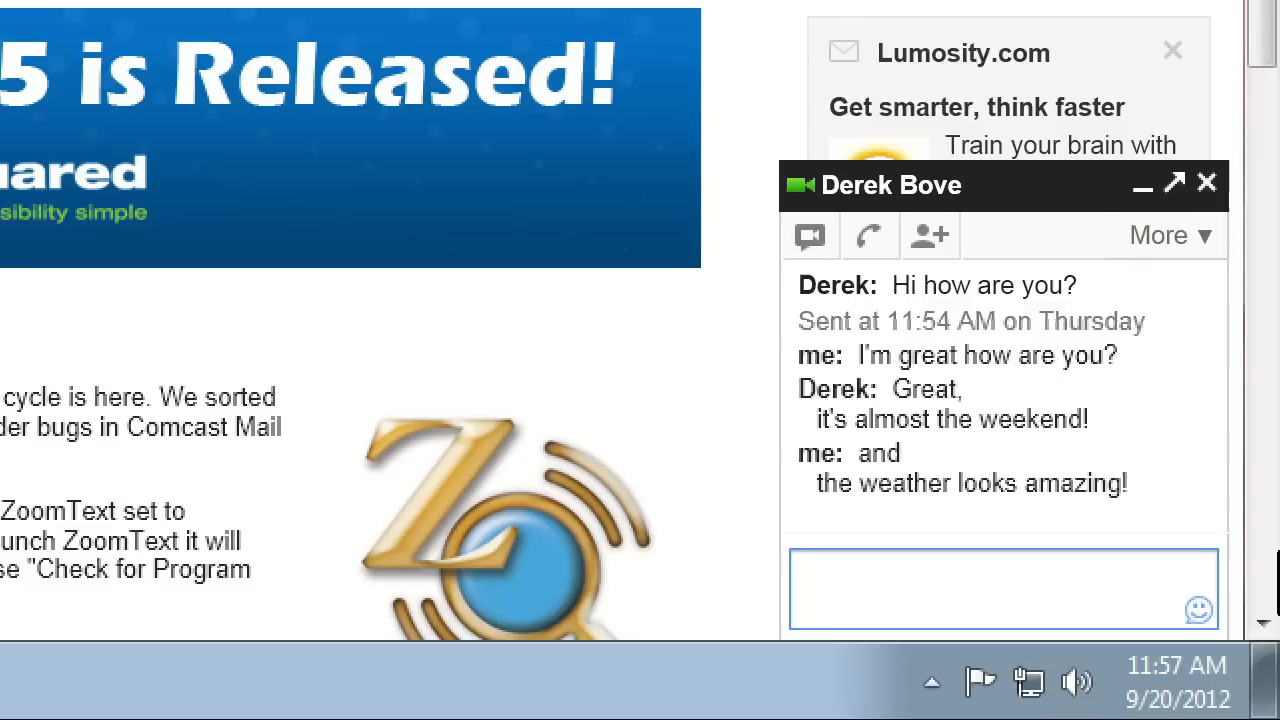 5 is Released!
uared
sibility simple
cycle is here. We sorted
der bugs in Comcast Mail
ZoomText set to
unch ZoomText it will
se "Check for Program
Lumosity.com
Get smarter, think faster
Train your brain with
Derek Bove
More
Derek: Hi how are you?
Sent at 11:54 AM on Thursday
me: I'm great how are you?
Derek: Great,
it's almost the weekend!
me: and
the weather looks amazing!
11:57 AM
9/20/2012